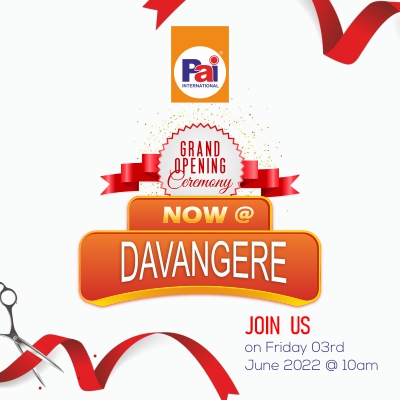 Pai
INTERNATIONAL
GRAND
OPENING
Ceremony
NOW @
DAVANGERE
JOIN US
on Friday 03rd
June 2022 @ 10am